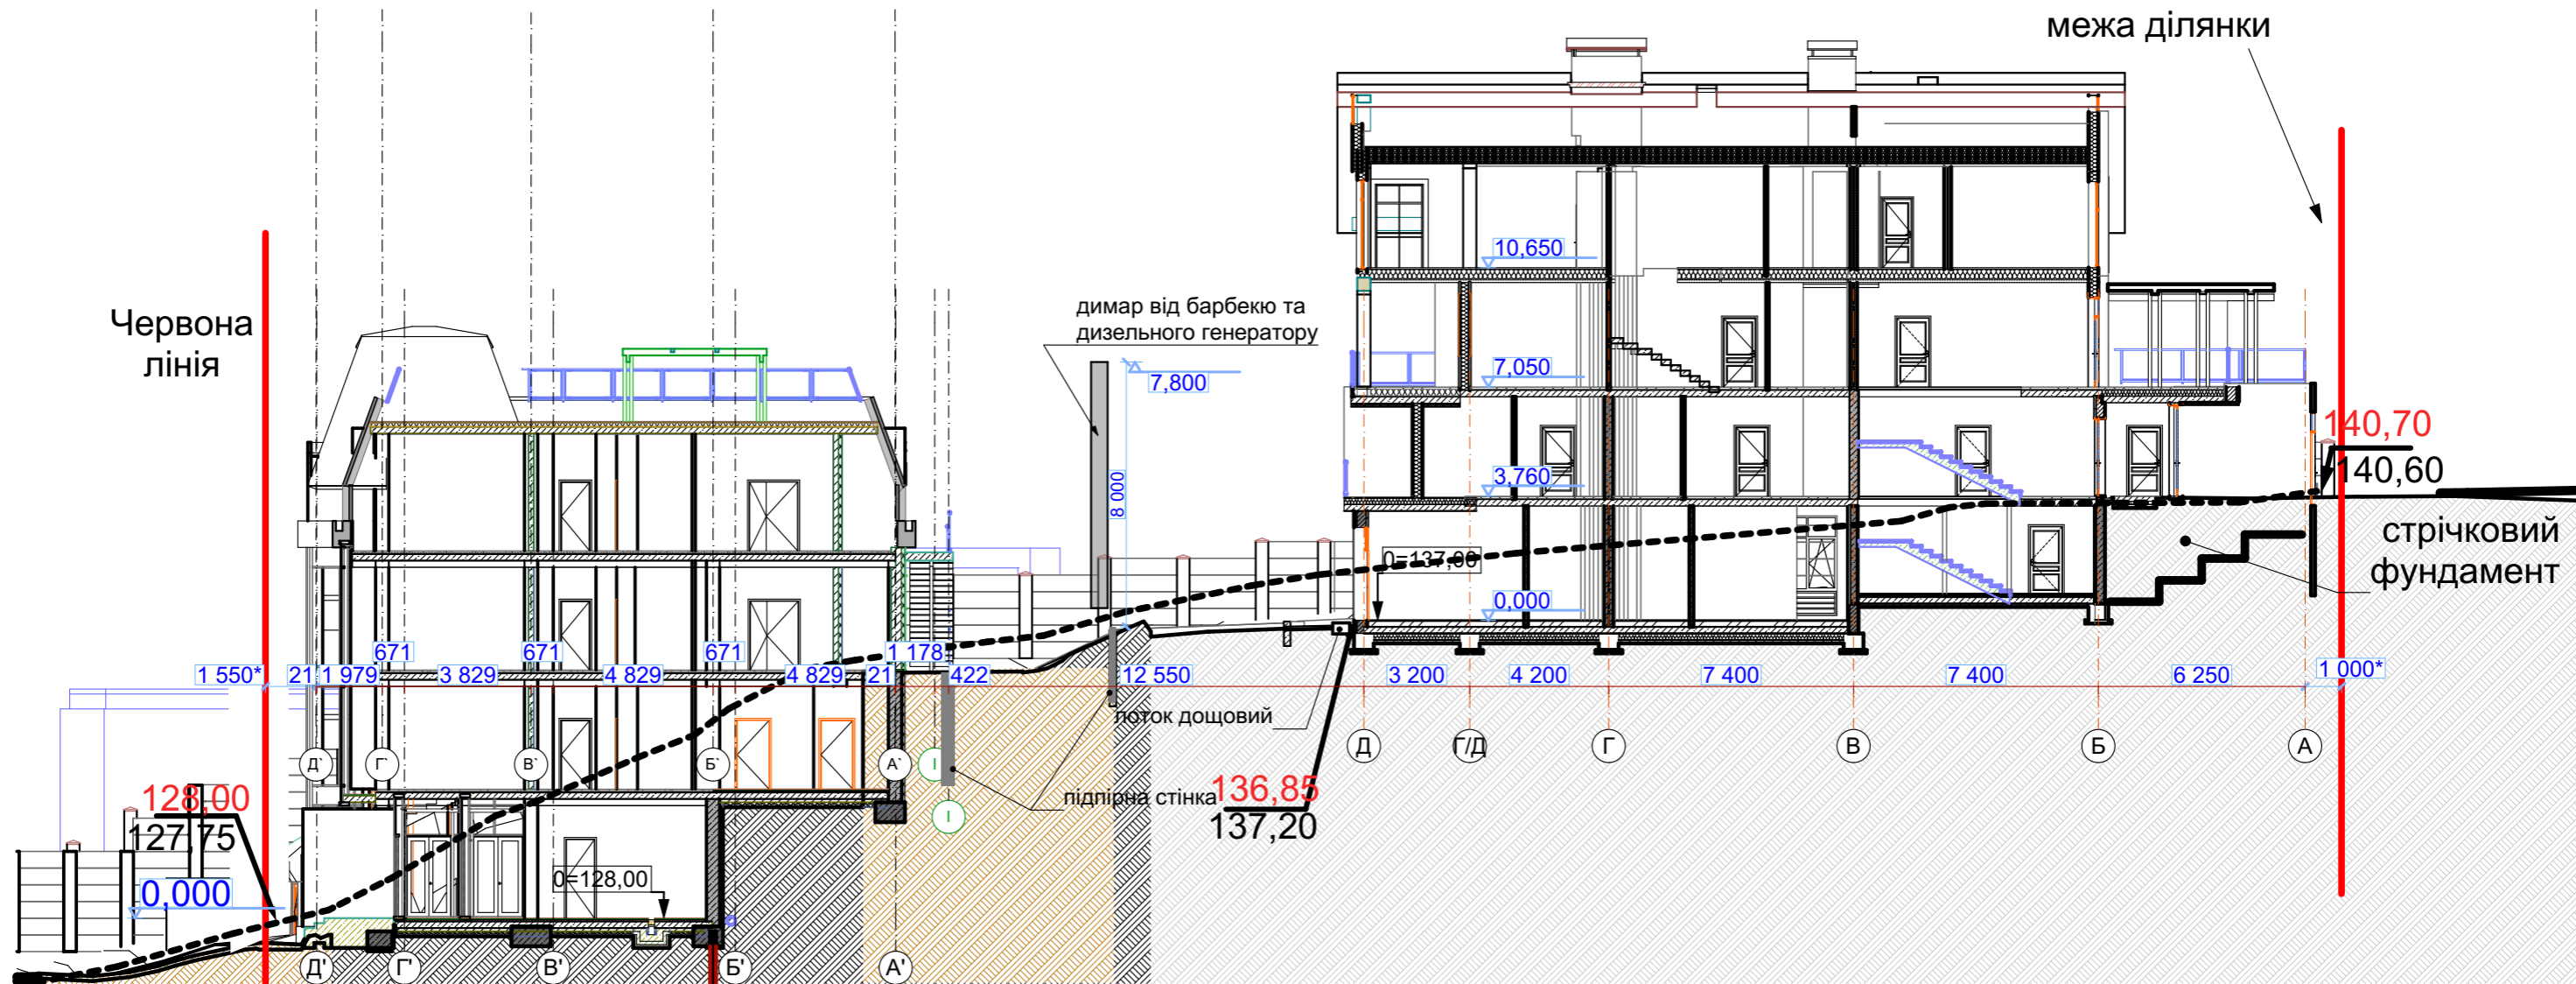 межа ділянки
Червона
лінія
димар від барбекю та
дизельного генератору
7,800
8 000
10,650
7,050
3,760
0,000
0=137,00
140,70
140,60
стрічковий
фундамент
671
671
671
1 178
1 550*
21
1 979
3 829
4 829
4 829
21
422
12 550
3 200
4 200
7 400
7 400
6 250
1 000*
лоток дощовий
Д
Г/Д
Г
В
Б
А
Д`
Г`
В`
Б`
А`
I
I
підпірна стінка
136,85
137,20
128,00
127,75
0,000
0=128,00
Д'
Г'
В'
Б'
А'